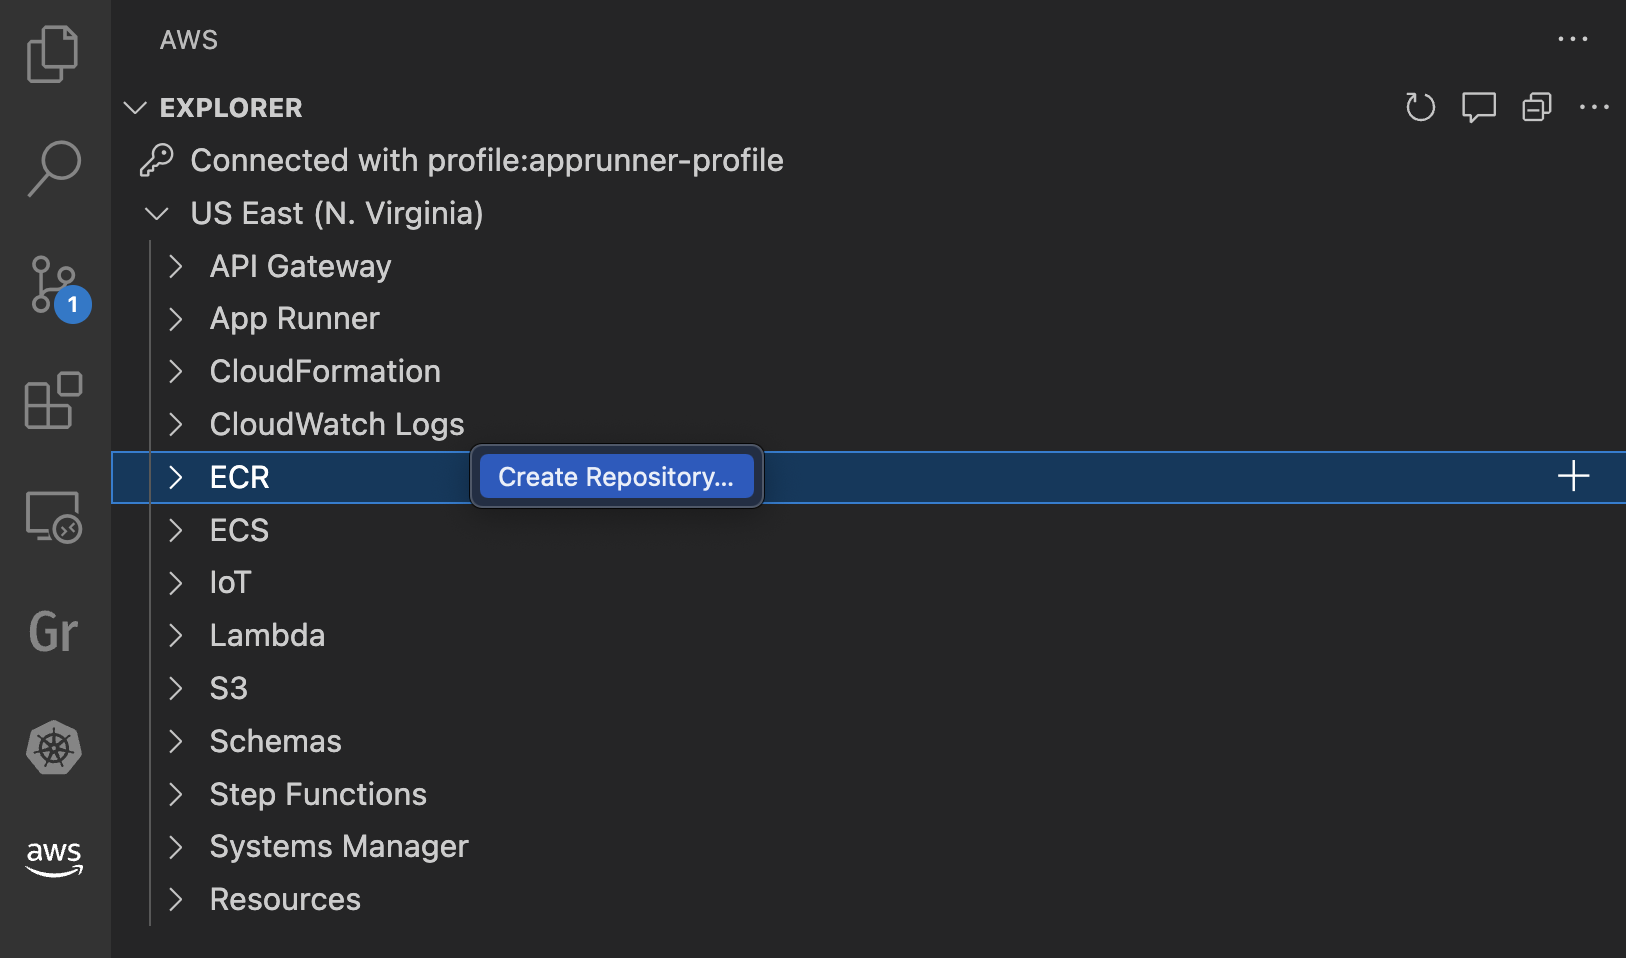 AWS
EXPLORER
Connected with profile:apprunner-profile
US East (N. Virginia)
API Gateway
App Runner
CloudFormation
CloudWatch Logs
ECR
Create Repository...
ECS
IoT
Lambda
S3
Schemas
Step Functions
Systems Manager
Resources
1
Gr
aws